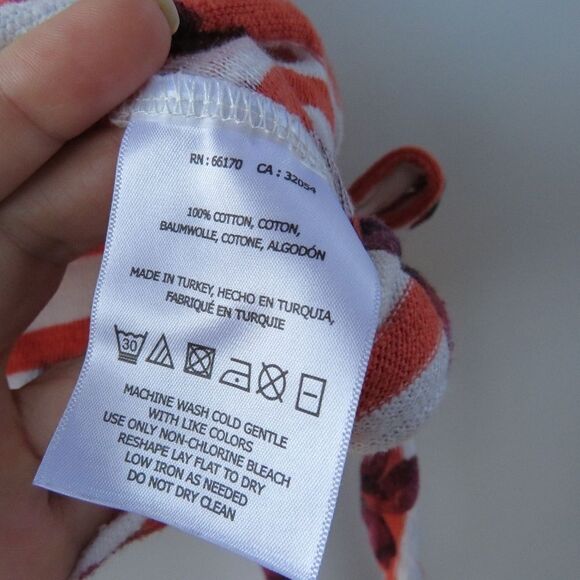 RN : 66170 CA : 32054
100% COTTON, COTON,
BAUMWOLLE, COTONE, ALGODÓN
MADE IN TURKEY, HECHO EN TURQUIA,
FABRIQUÉ EN TURQUIE
30
MACHINE WASH COLD GENTLE
WITH LIKE COLORS
USE ONLY NON-CHLORINE BLEACH
RESHAPE LAY FLAT TO DRY
LOW IRON AS NEEDED
DO NOT DRY CLEAN